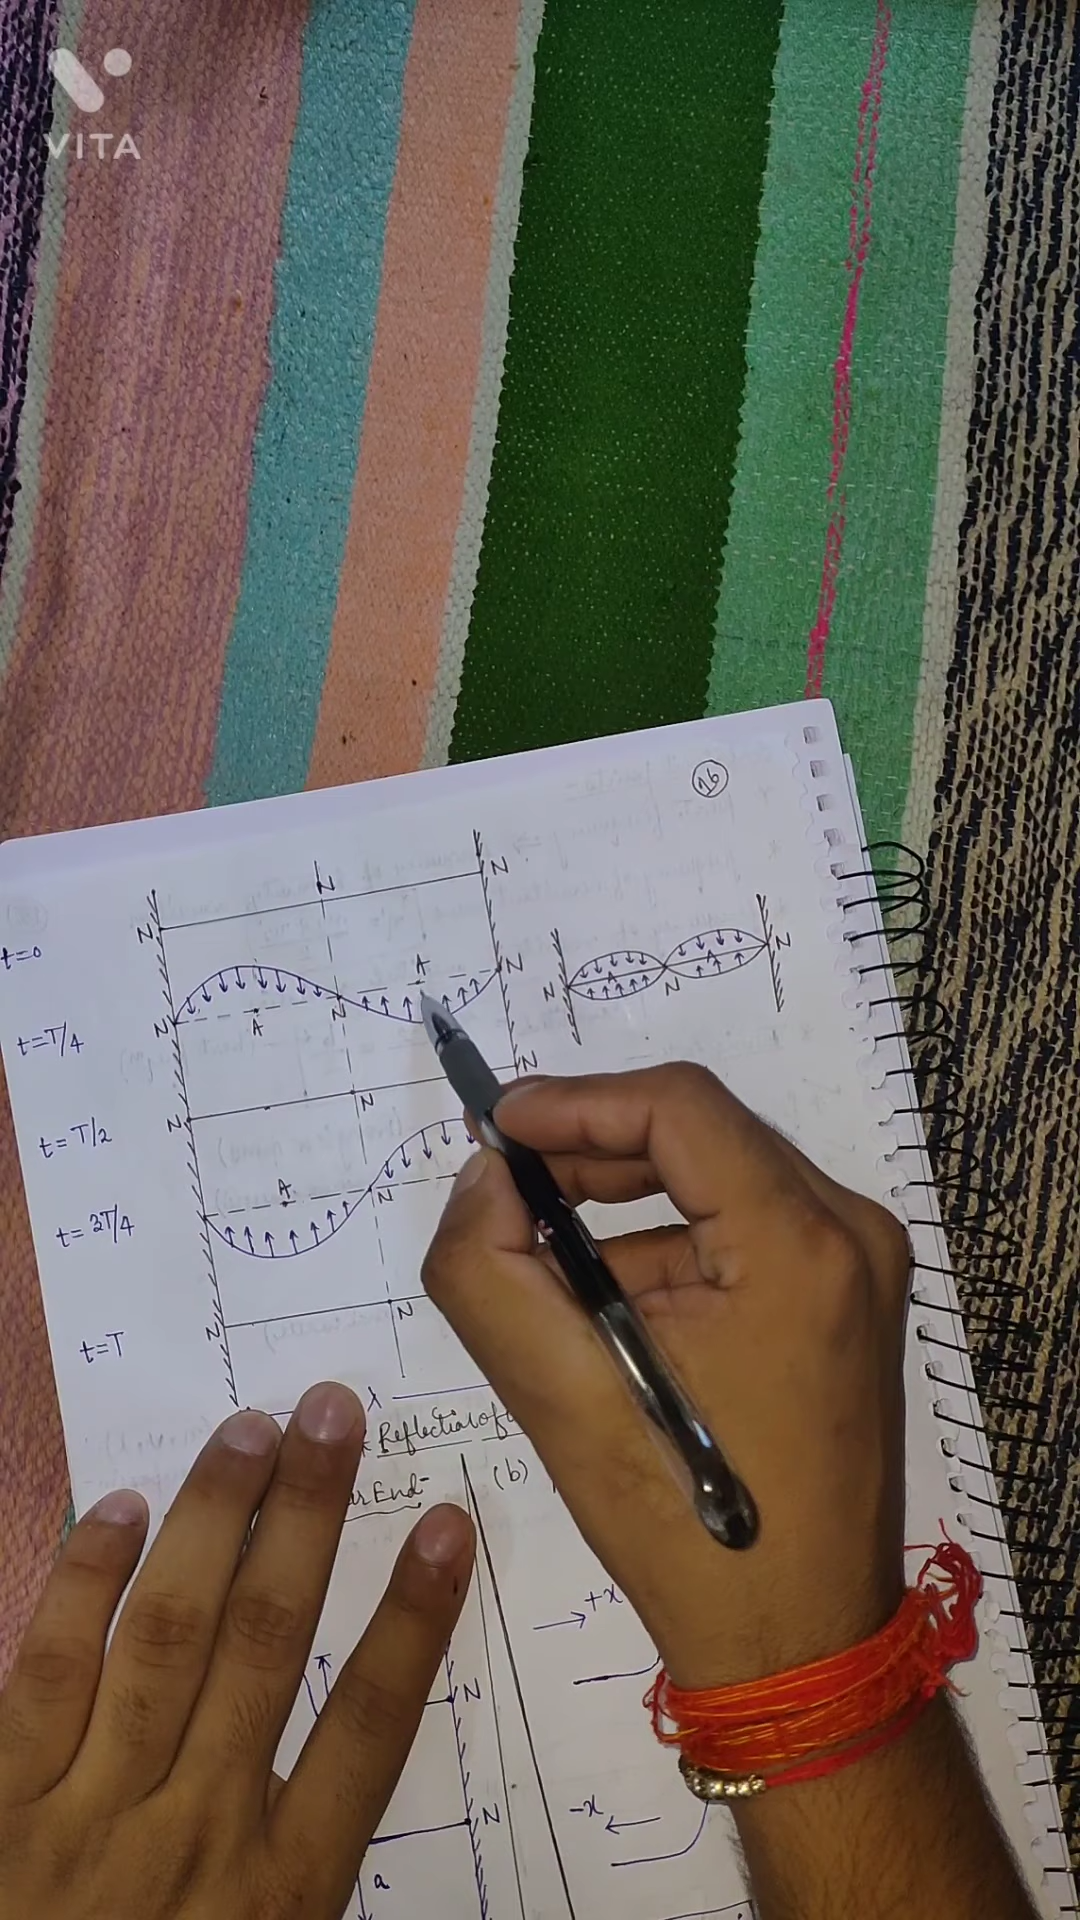 VITA
16
N
N
N
t=0
A
N
N
A
N
N
A
A
N
N
N
t=T/4
N
N
N
t=T/2
A
N
t=3T/4
N
N
t=T
λ
* Reflection of
End-
(b)
+x
N
-x
N
a